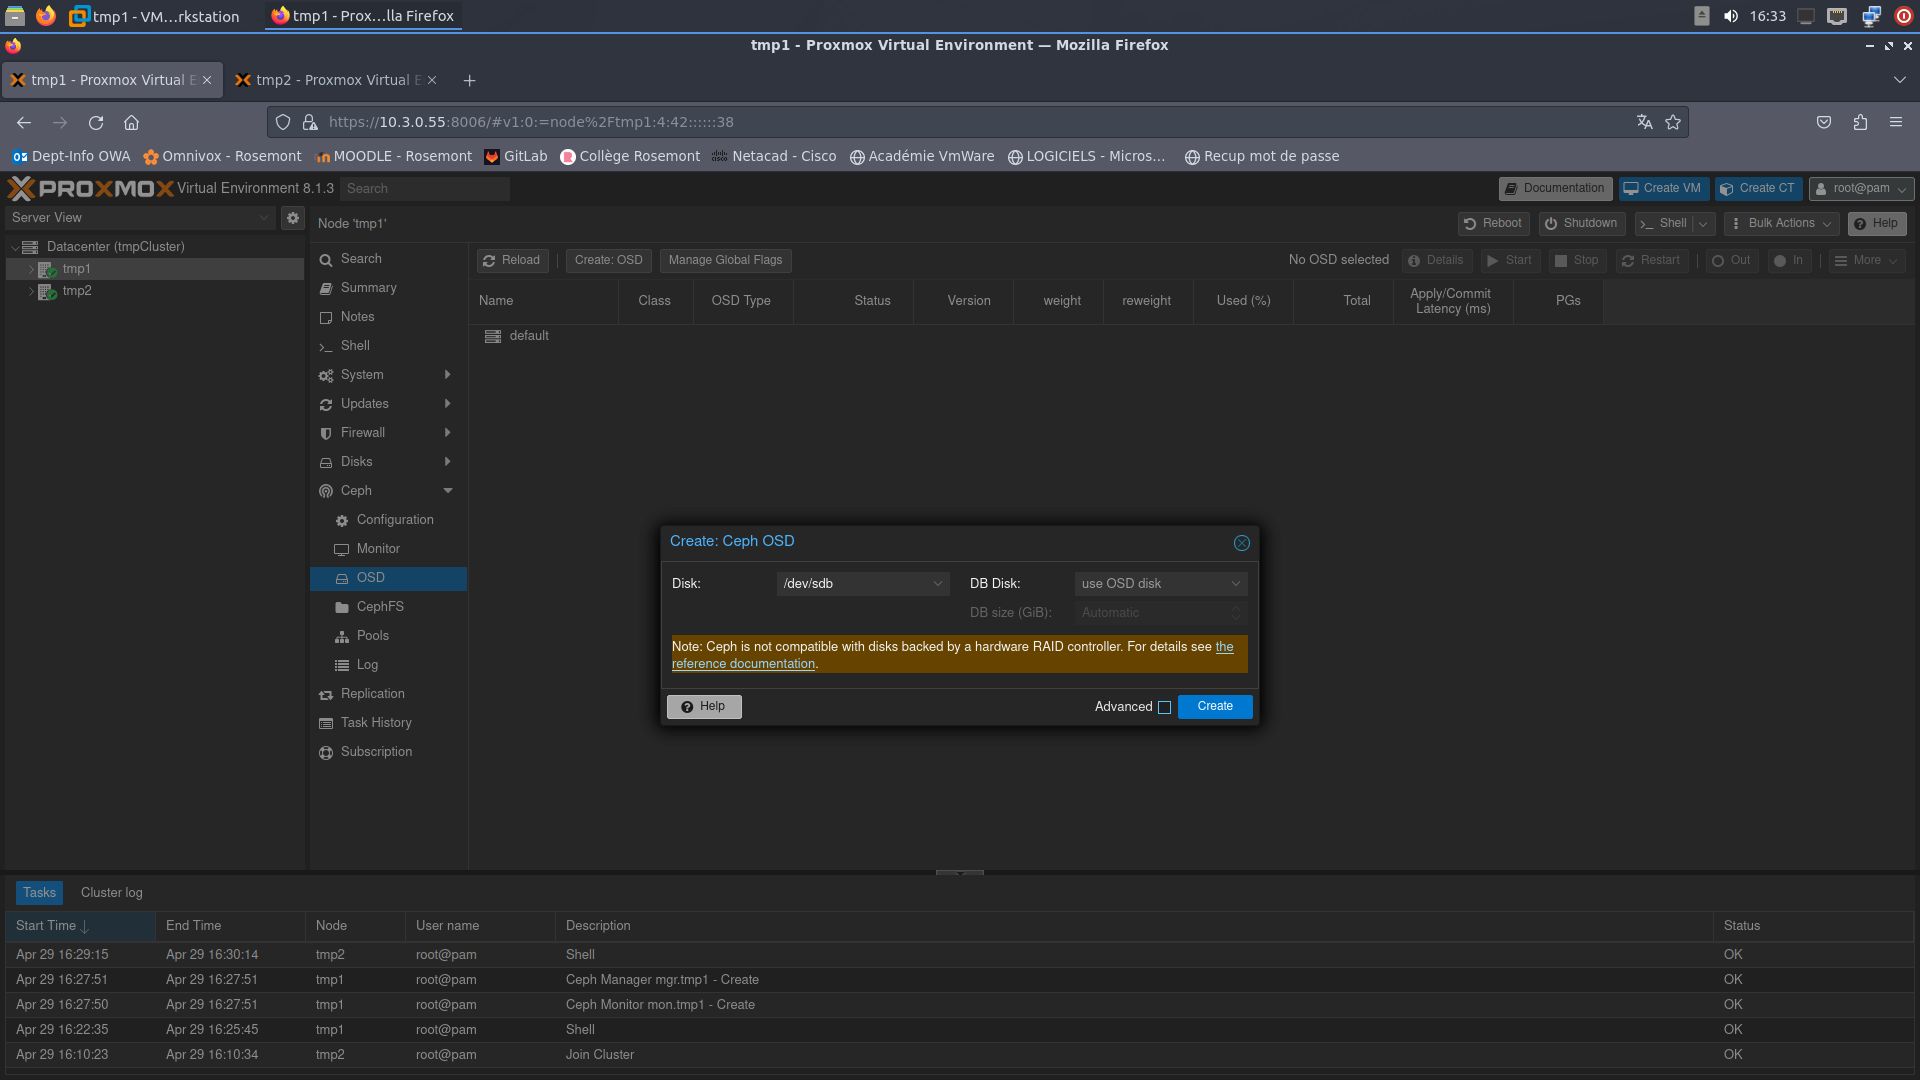 tmp1 - VM...rkstation
tmp1 - Prox...lla Firefox
16:33
tmp1 - Proxmox Virtual Environment — Mozilla Firefox
tmp1 - Proxmox Virtual E
tmp2 - Proxmox Virtual E
https://10.3.0.55:8006/#v1:0:=node%2Ftmp1:4:42::::::38
Dept-Info OWA
Omnivox - Rosemont
MOODLE - Rosemont
GitLab
Collège Rosemont
Netacad - Cisco
Académie VmWare
LOGICIELS - Micros...
Recup mot de passe
PROXMOX Virtual Environment 8.1.3
Search
Documentation
Create VM
Create CT
root@pam
Server View
Node 'tmp1'
Reboot
Shutdown
Shell
Bulk Actions
Help
Datacenter (tmpCluster)
tmp1
tmp2
Search
Summary
Notes
Shell
System
Updates
Firewall
Disks
Ceph
Configuration
Monitor
OSD
CephFS
Pools
Log
Replication
Task History
Subscription
Reload
Create: OSD
Manage Global Flags
No OSD selected
Details
Start
Stop
Restart
Out
In
More
Name
Class
OSD Type
Status
Version
weight
reweight
Used (%)
Total
Apply/Commit
Latency (ms)
PGs
default
Create: Ceph OSD
Disk:
/dev/sdb
DB Disk:
use OSD disk
DB size (GiB):
Automatic
Note: Ceph is not compatible with disks backed by a hardware RAID controller. For details see the
reference documentation.
Help
Advanced
Create
Tasks
Cluster log
Start Time End Time Node User name Description Status
Apr 29 16:29:15 Apr 29 16:30:14 tmp2 root@pam Shell OK
Apr 29 16:27:51 Apr 29 16:27:51 tmp1 root@pam Ceph Manager mgr.tmp1 - Create OK
Apr 29 16:27:50 Apr 29 16:27:51 tmp1 root@pam Ceph Monitor mon.tmp1 - Create OK
Apr 29 16:22:35 Apr 29 16:25:45 tmp1 root@pam Shell OK
Apr 29 16:10:23 Apr 29 16:10:34 tmp2 root@pam Join Cluster OK